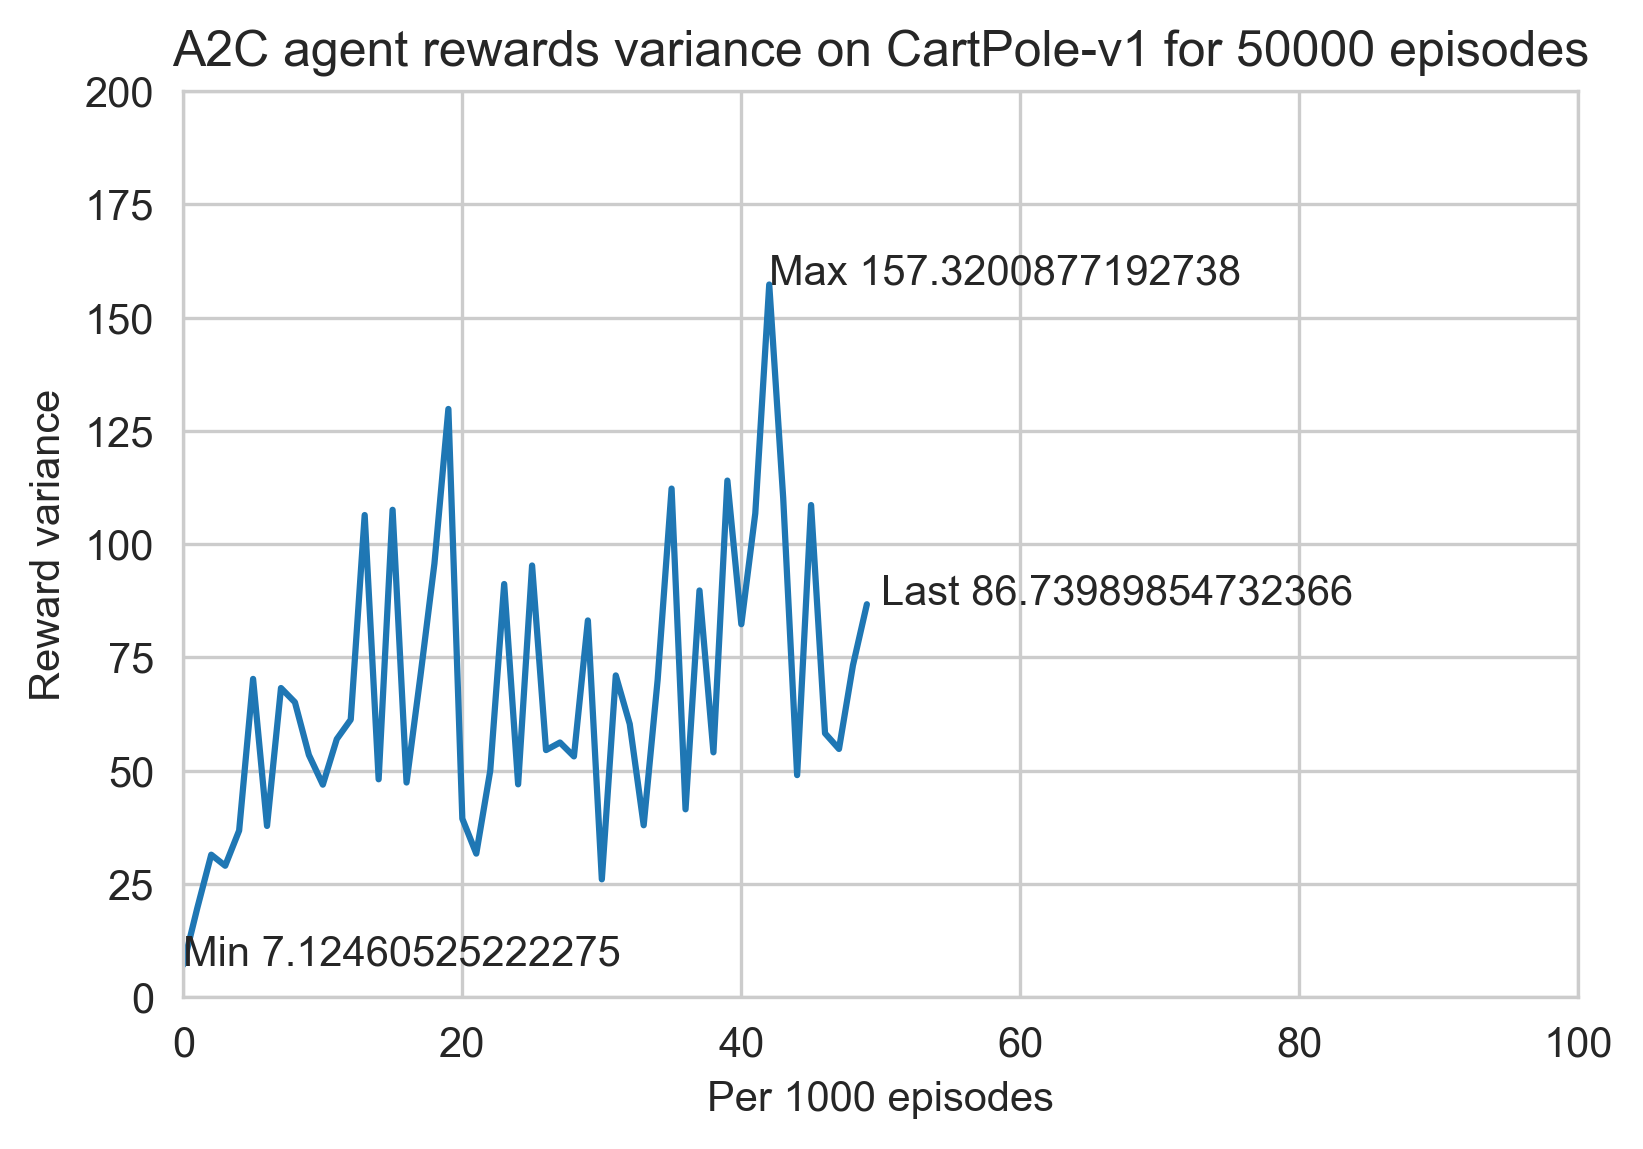 A2C agent rewards variance on CartPole-v1 for 50000 episodes
200
175
Max 157.3200877192738
150
125
100
Last 86.73989854732366
75
50
25
Min 7.12460525222275
0
0 20 40 60 80 100
Per 1000 episodes
Reward variance